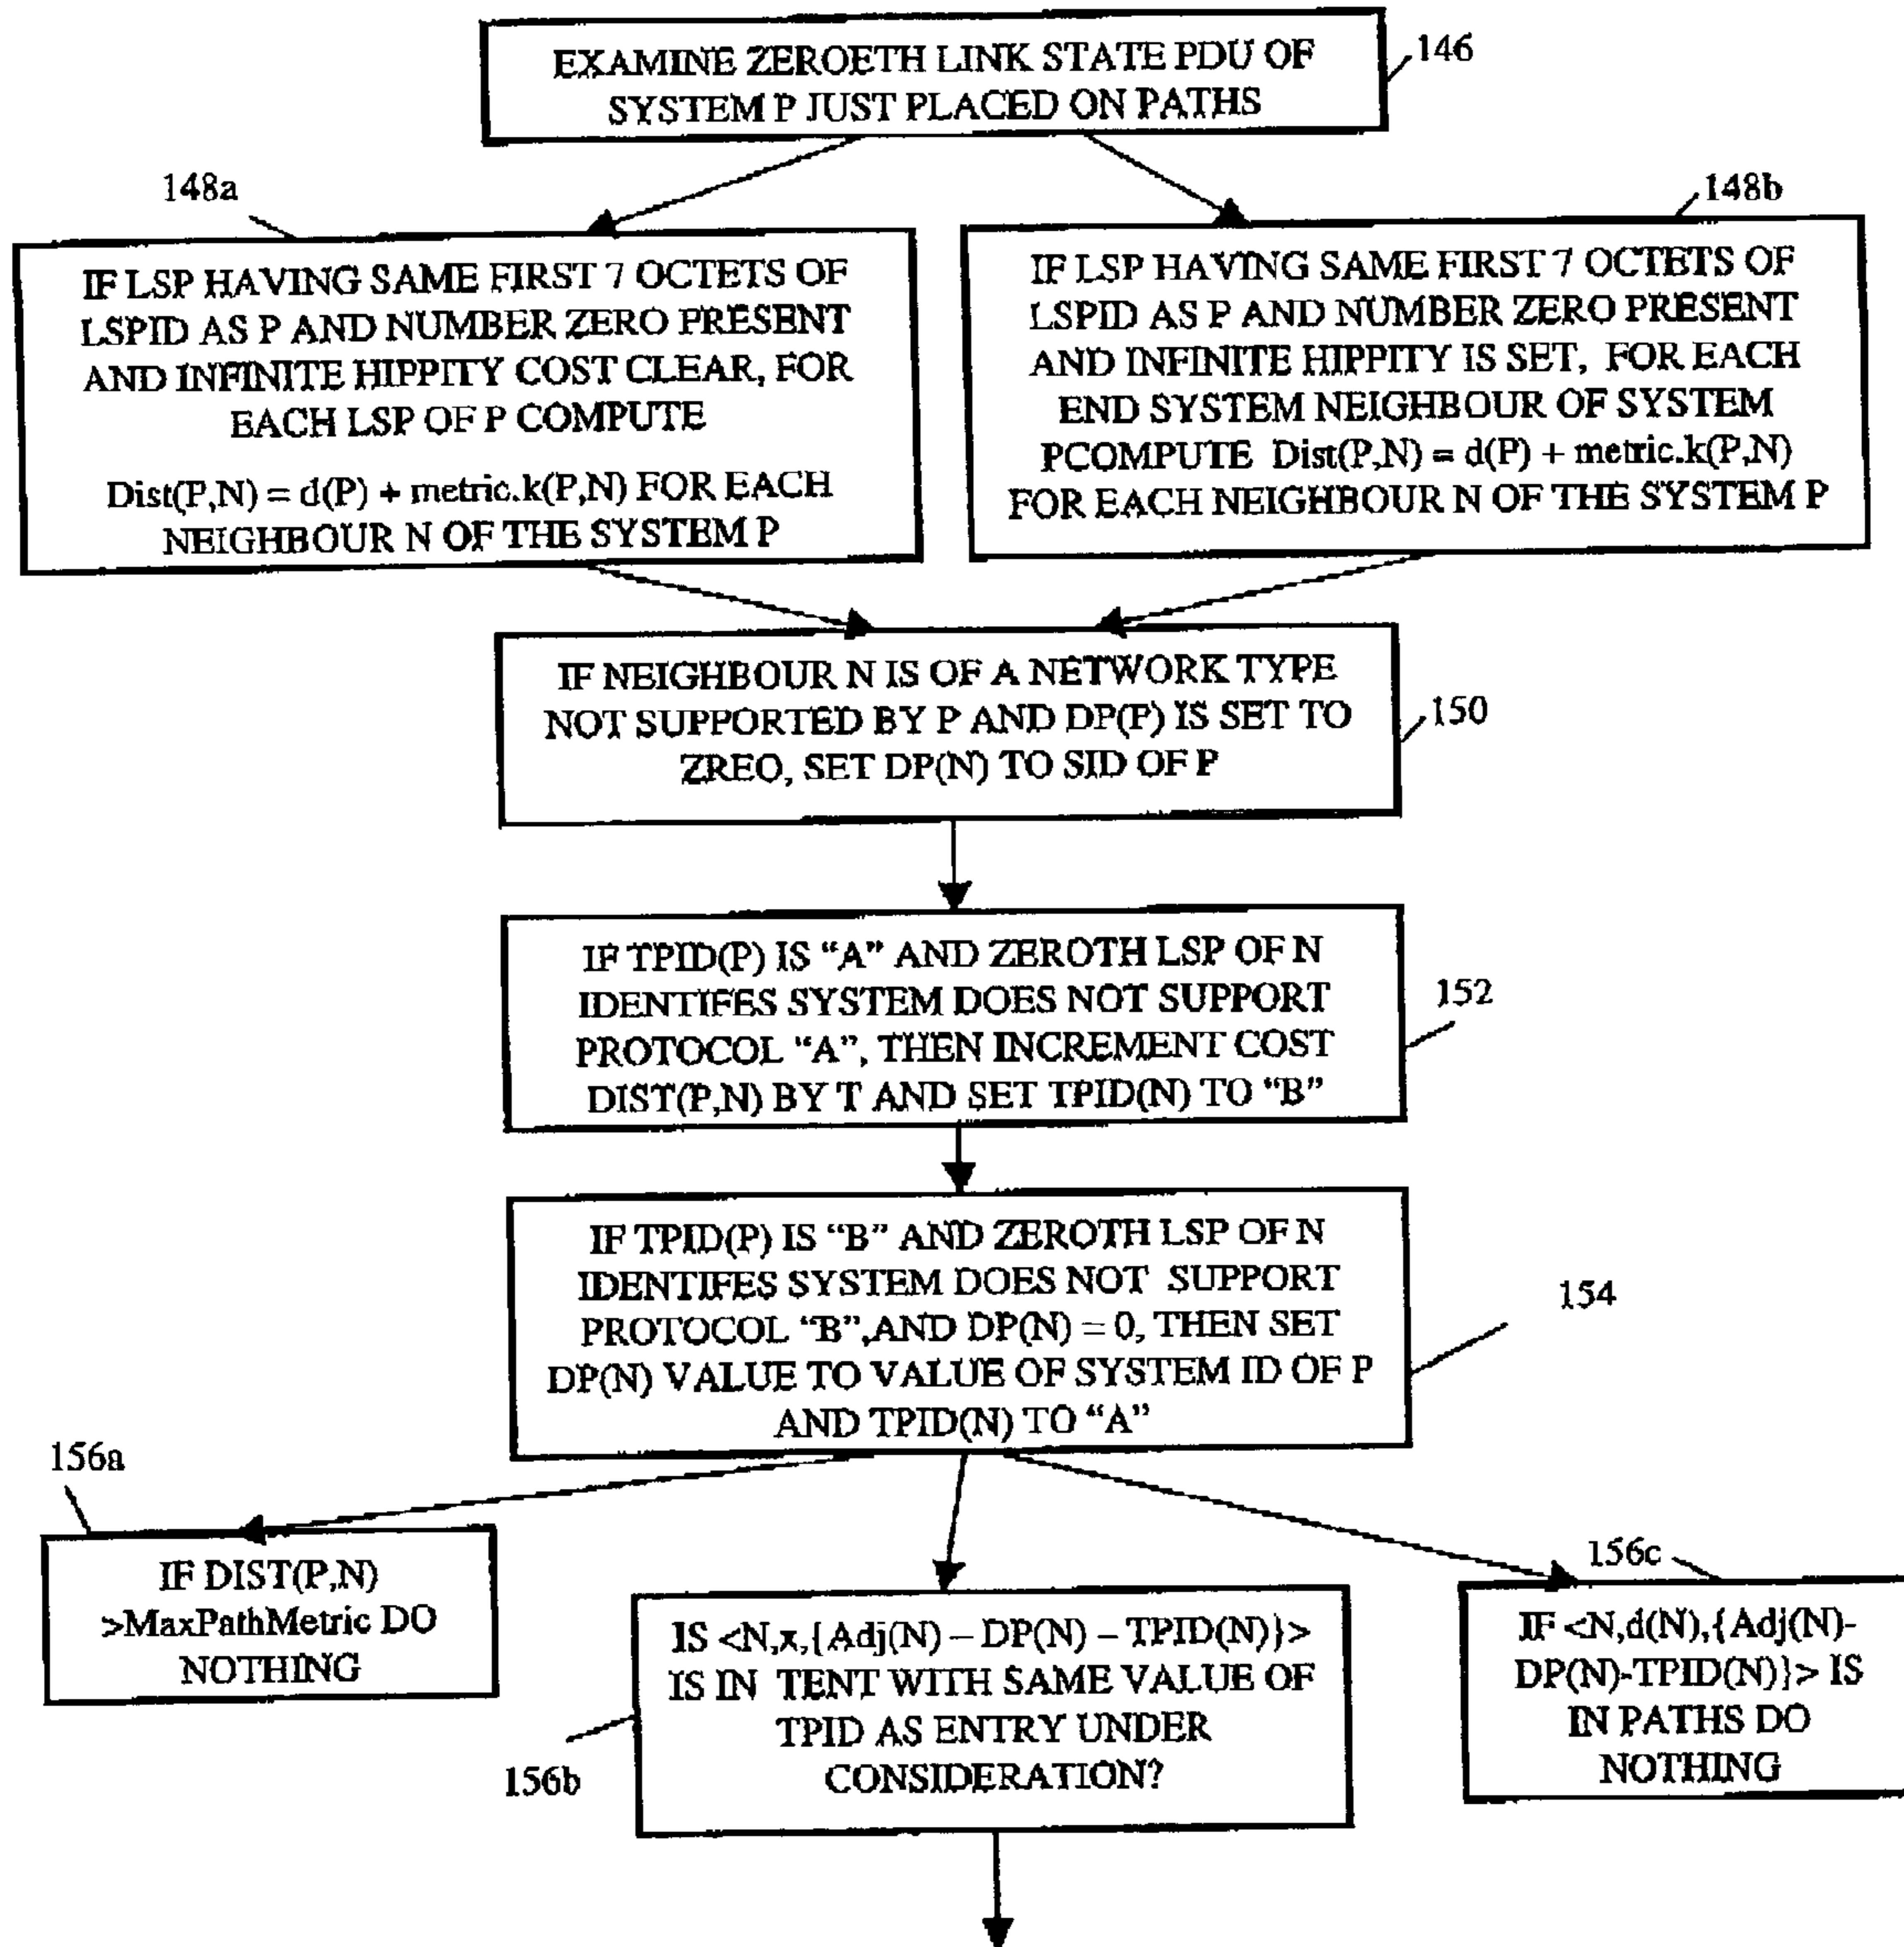 EXAMINE ZEROETH LINK STATE PDU OF
SYSTEM P JUST PLACED ON PATHS
146
148a
IF LSP HAVING SAME FIRST 7 OCTETS OF
LSPID AS P AND NUMBER ZERO PRESENT
AND INFINITE HIPPITY COST CLEAR, FOR
EACH LSP OF P COMPUTE
Dist(P,N) = d(P) + metric.k(P,N) FOR EACH
NEIGHBOUR N OF THE SYSTEM P
148b
IF LSP HAVING SAME FIRST 7 OCTETS OF
LSPID AS P AND NUMBER ZERO PRESENT
AND INFINITE HIPPITY IS SET, FOR EACH
END SYSTEM NEIGHBOUR OF SYSTEM
PCOMPUTE Dist(P,N) = d(P) + metric.k(P,N)
FOR EACH NEIGHBOUR N OF THE SYSTEM P
IF NEIGHBOUR N IS OF A NETWORK TYPE
NOT SUPPORTED BY P AND DP(P) IS SET TO
ZREO, SET DP(N) TO SID OF P
150
IF TPID(P) IS “A” AND ZEROTH LSP OF N
IDENTIFES SYSTEM DOES NOT SUPPORT
PROTOCOL “A”, THEN INCREMENT COST
DIST(P,N) BY T AND SET TPID(N) TO “B”
152
IF TPID(P) IS “B” AND ZEROTH LSP OF N
IDENTIFES SYSTEM DOES NOT SUPPORT
PROTOCOL “B”,AND DP(N) = 0, THEN SET
DP(N) VALUE TO VALUE OF SYSTEM ID OF P
AND TPID(N) TO “A”
154
156a
IF DIST(P,N)
>MaxPathMetric DO
NOTHING
IS <N,x,{Adj(N) – DP(N) – TPID(N)}>
IS IN TENT WITH SAME VALUE OF
TPID AS ENTRY UNDER
CONSIDERATION?
156b
156c
IF <N,d(N),{Adj(N)-
DP(N)-TPID(N)}> IS
IN PATHS DO
NOTHING